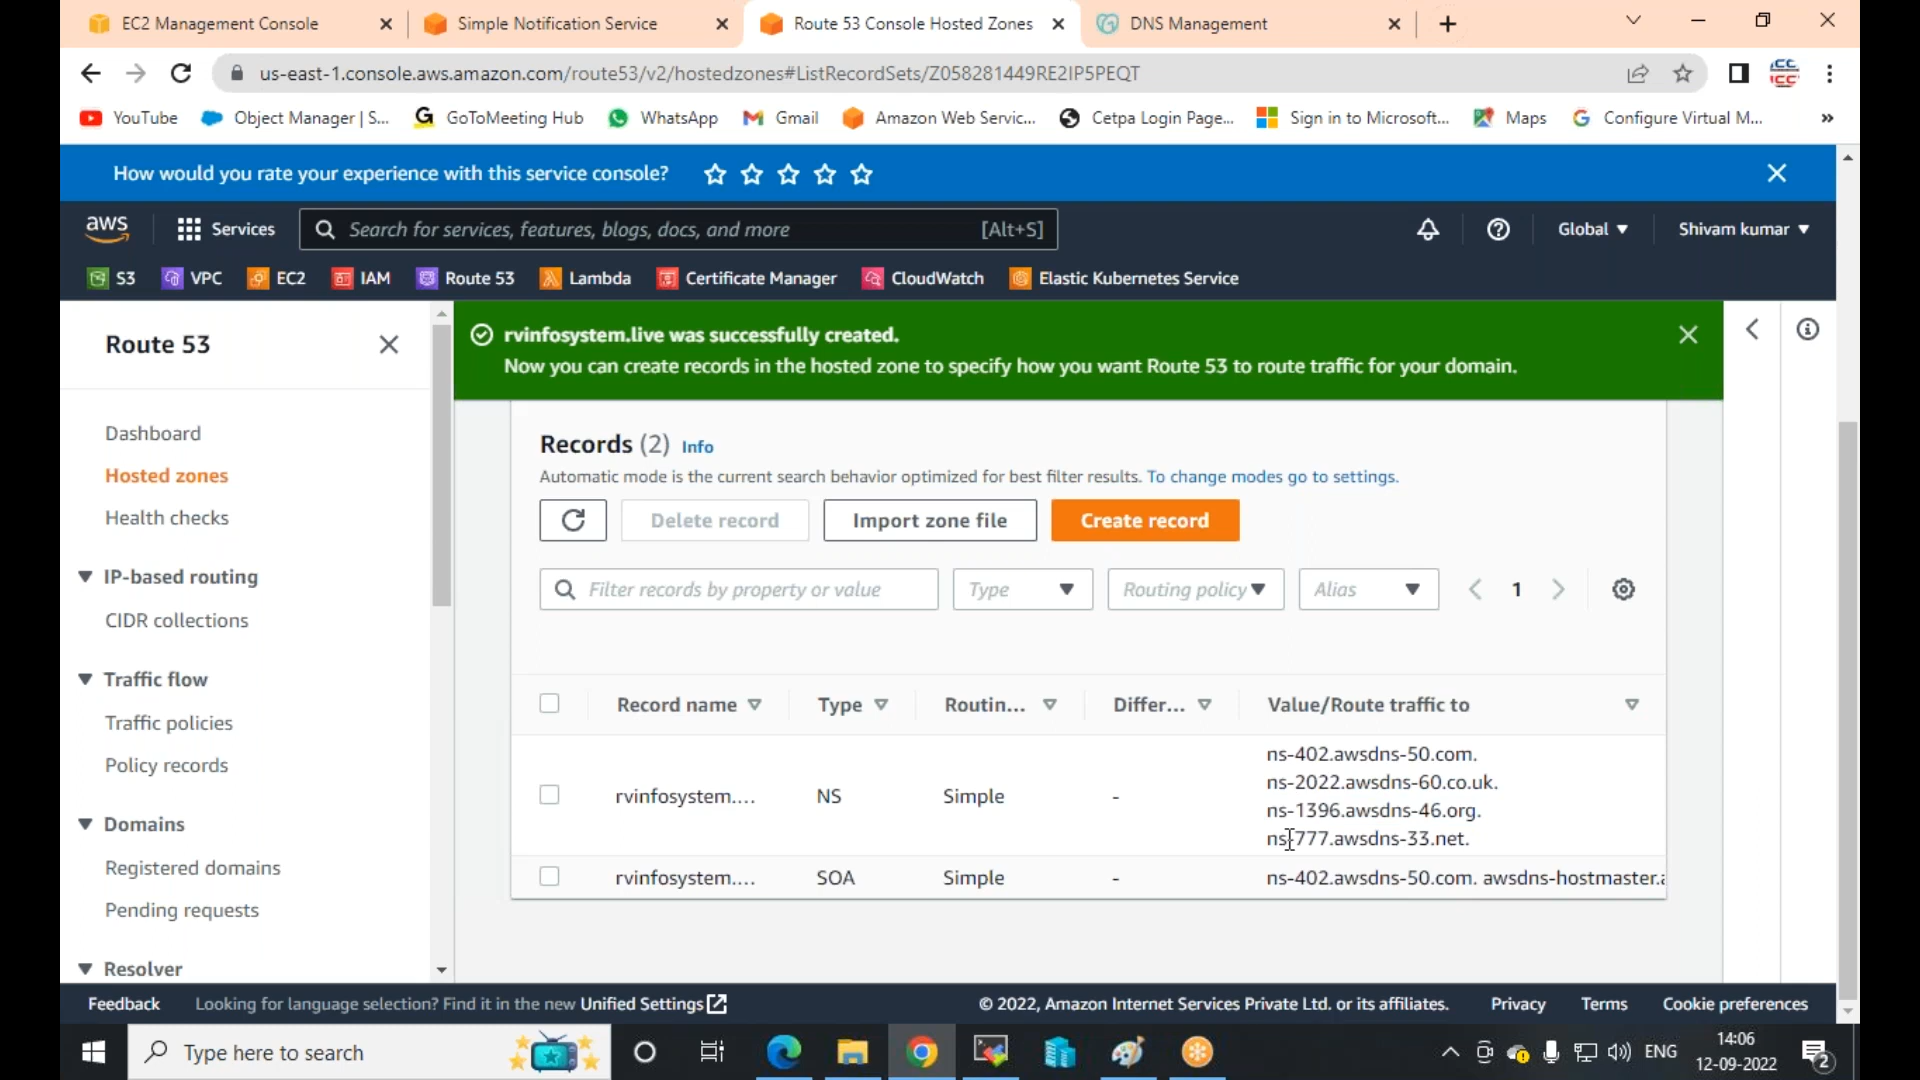 EC2 Management Console
Simple Notification Service
Route 53 Console Hosted Zones
DNS Management
us-east-1.console.aws.amazon.com/route53/v2/hostedzones#ListRecordSets/Z058281449RE2IP5PEQT
YouTube
Object Manager | S...
GoToMeeting Hub
WhatsApp
Gmail
Amazon Web Servic...
Cetpa Login Page...
Sign in to Microsoft...
Maps
Configure Virtual M...
»
How would you rate your experience with this service console?
aws
Services
Search for services, features, blogs, docs, and more
[Alt+S]
Global
Shivam kumar
S3
VPC
EC2
IAM
Route 53
Lambda
Certificate Manager
CloudWatch
Elastic Kubernetes Service
Route 53
Dashboard
Hosted zones
Health checks
IP-based routing
CIDR collections
Traffic flow
Traffic policies
Policy records
Domains
Registered domains
Pending requests
Resolver
rvinfosystem.live was successfully created.
Now you can create records in the hosted zone to specify how you want Route 53 to route traffic for your domain.
Records (2) Info
Automatic mode is the current search behavior optimized for best filter results. To change modes go to settings.
Delete record
Import zone file
Create record
Filter records by property or value
Type
Routing policy
Alias
1
Record name
Type
Routin...
Differ...
Value/Route traffic to
rvinfosystem....
NS
Simple
-
ns-402.awsdns-50.com.
ns-2022.awsdns-60.co.uk.
ns-1396.awsdns-46.org.
ns-777.awsdns-33.net.
rvinfosystem....
SOA
Simple
-
ns-402.awsdns-50.com. awsdns-hostmaster.a
Feedback
Looking for language selection? Find it in the new Unified Settings
© 2022, Amazon Internet Services Private Ltd. or its affiliates.
Privacy
Terms
Cookie preferences
Type here to search
ENG
14:06
12-09-2022
2